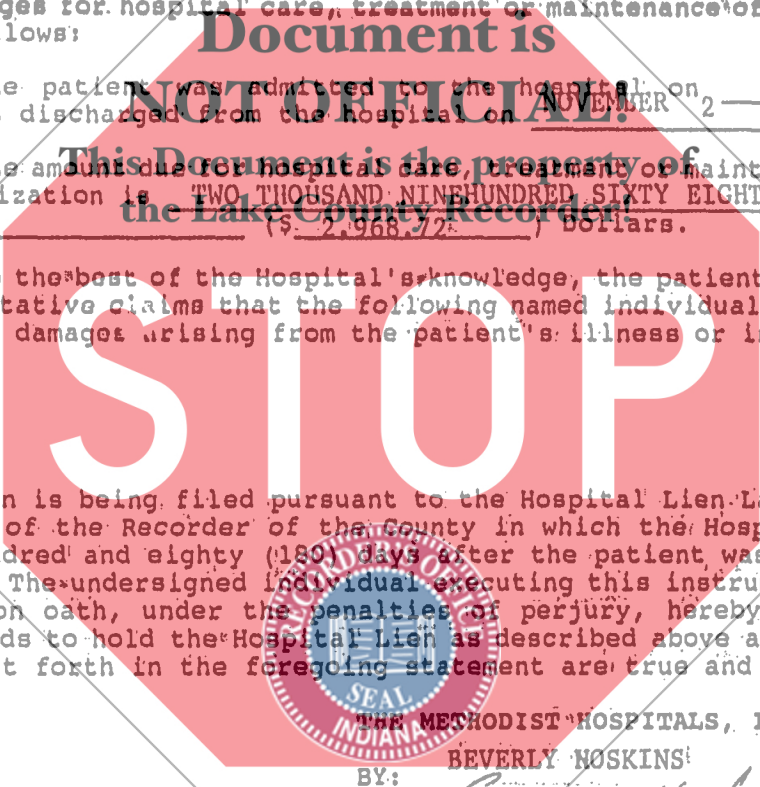 ges for hospital care, treatment or maintenance of
lows:
Document is
e patient was admitted to the hospital on
NOT OFFICIAL!
discharged from the hospital on NOVEMBER 2
This Document is the property of
e amount due for hospital care, treatment or maint
ization is TWO THOUSAND NINEHUNDRED SIXTY EIGHT
the Lake County Recorder!
($ 2,968.72 ) Dollars.
the best of the Hospital's knowledge, the patient
tative claims that the following named individual
damages arising from the patient's illness or i
STOP
n is being filed pursuant to the Hospital Lien L
of the Recorder of the County in which the Hosp
dred and eighty (180) days after the patient was
The undersigned individual executing this instru
on oath, under the penalties of perjury, hereby
ds to hold the Hospital Lien as described above a
t forth in the foregoing statement are true and
RECORDER'S OFFICE
SEAL
INDIANA
THE METHODIST HOSPITALS, I
BEVERLY HOSKINS
BY: